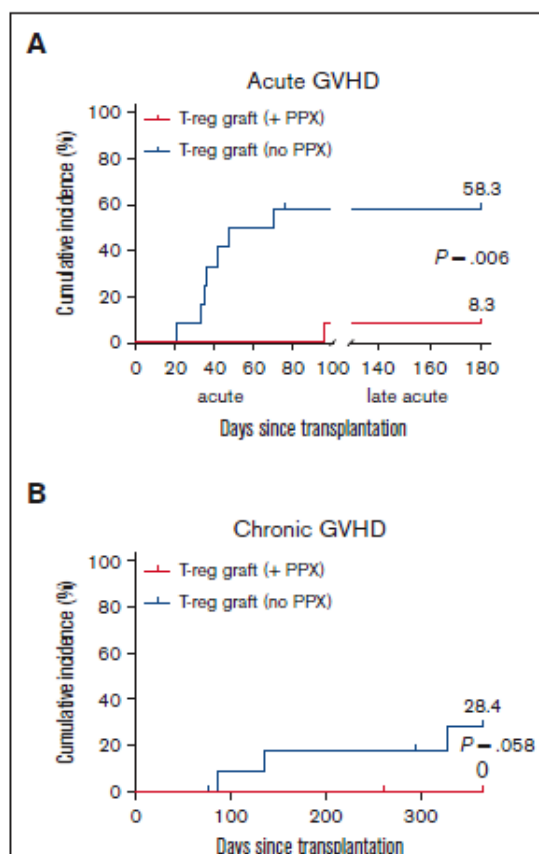 A
Acute GVHD
100
T-reg graft (+ PPX)
80
T-reg graft (no PPX)
60
58.3
40
P = .006
20
8.3
0
Cumulative incidence (%)
0 20 40 60 80 100 140 160 180
acute late acute
Days since transplantation
B
Chronic GVHD
100
T-reg graft (+ PPX)
80
T-reg graft (no PPX)
60
40
28.4
20
P = .058
0
0
Cumulative incidence (%)
0 100 200 300
Days since transplantation